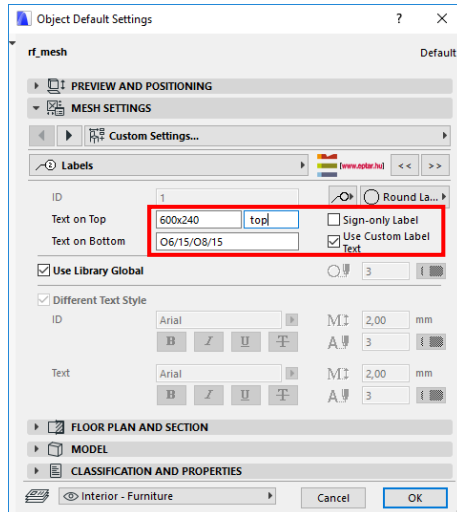 Object Default Settings ? ×
rf_mesh Default
PREVIEW AND POSITIONING
MESH SETTINGS
Custom Settings...
Labels [www.eptar.hu] << >>
ID 1 Round La...
Text on Top 600x240 top Sign-only Label
Text on Bottom O6/15/O8/15 Use Custom Label
Text
Use Library Global 3
Different Text Style
ID Arial M 2,00 mm
B I U T A 3
Text Arial M 2,00 mm
B I U T A 3
FLOOR PLAN AND SECTION
MODEL
CLASSIFICATION AND PROPERTIES
Interior - Furniture Cancel OK